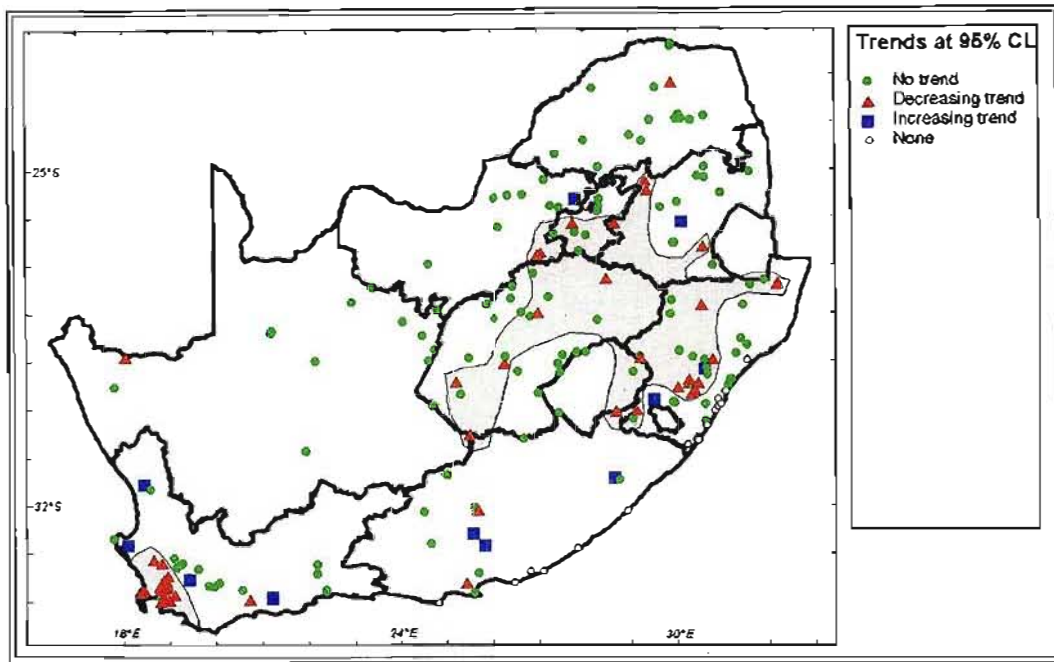 Trends at 95% CL
No trend
Decreasing trend
Increasing trend
None
25°S
32°S
18°E
24°E
30°E